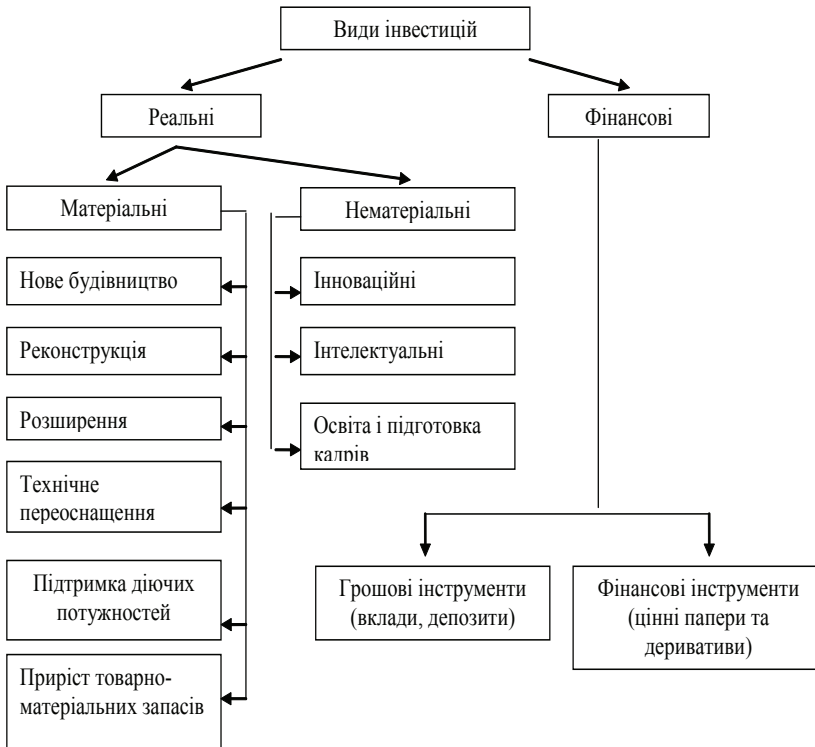 Види інвестицій
Реальні
Фінансові
Матеріальні
Нематеріальні
Нове будівництво
Інноваційні
Реконструкція
Інтелектуальні
Розширення
Освіта і підготовка
кадрів
Технічне
переоснащення
Підтримка діючих
потужностей
Грошові інструменти
(вклади, депозити)
Фінансові інструменти
(цінні папери та
деривативи)
Приріст товарно-
матеріальних запасів